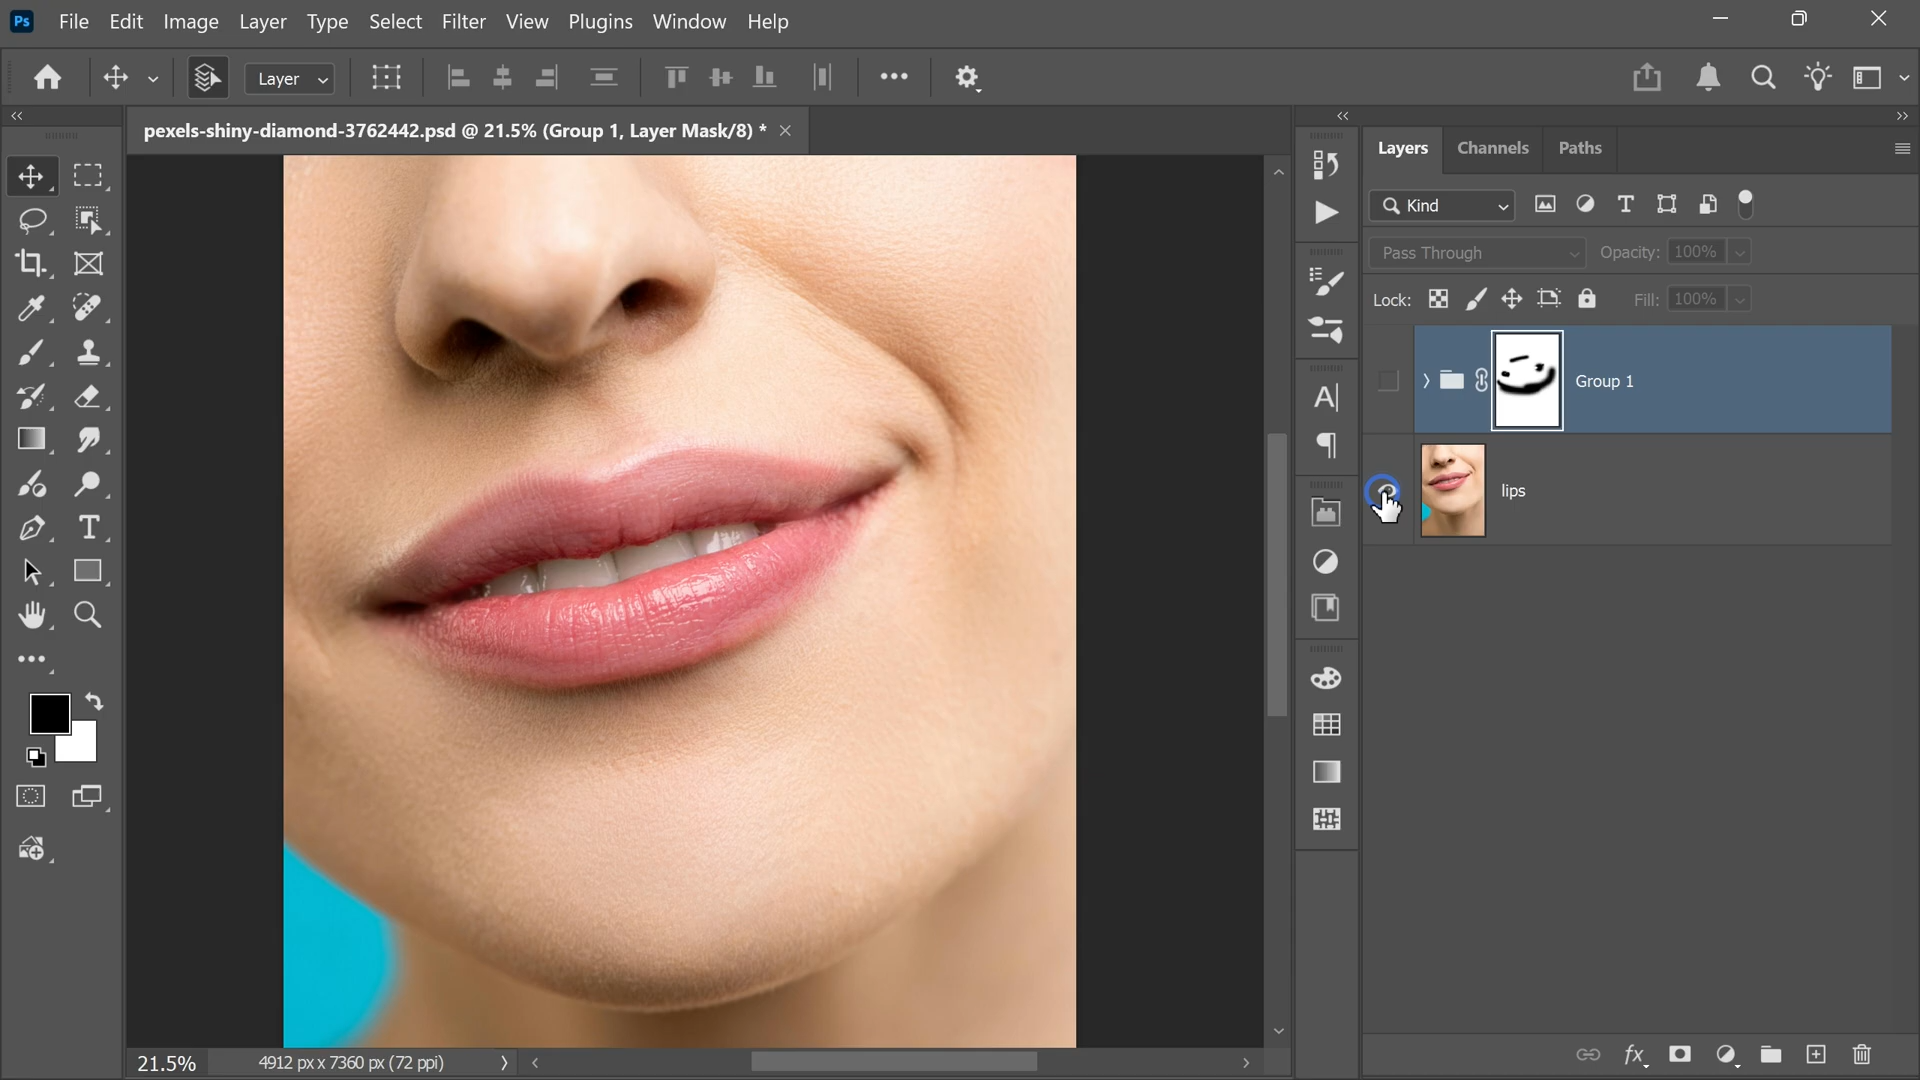 Ps File Edit Image Layer Type Select Filter View Plugins Window Help
Layer
pexels-shiny-diamond-3762442.psd @ 21.5% (Group 1, Layer Mask/8) *
Layers Channels Paths
Kind
Pass Through Opacity: 100%
Lock: Fill: 100%
Group 1
lips
21.5% 4912 px x 7360 px (72 ppi)